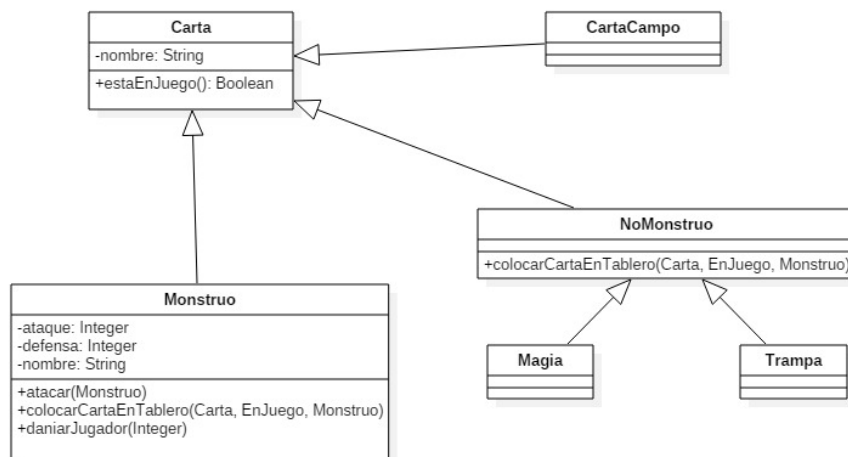 Carta
-nombre: String
+estaEnJuego(): Boolean
CartaCampo
NoMonstruo
+colocarCartaEnTablero(Carta, EnJuego, Monstruo)
Monstruo
-ataque: Integer
-defensa: Integer
-nombre: String
+atacar(Monstruo)
+colocarCartaEnTablero(Carta, EnJuego, Monstruo)
+daniarJugador(Integer)
Magia
Trampa